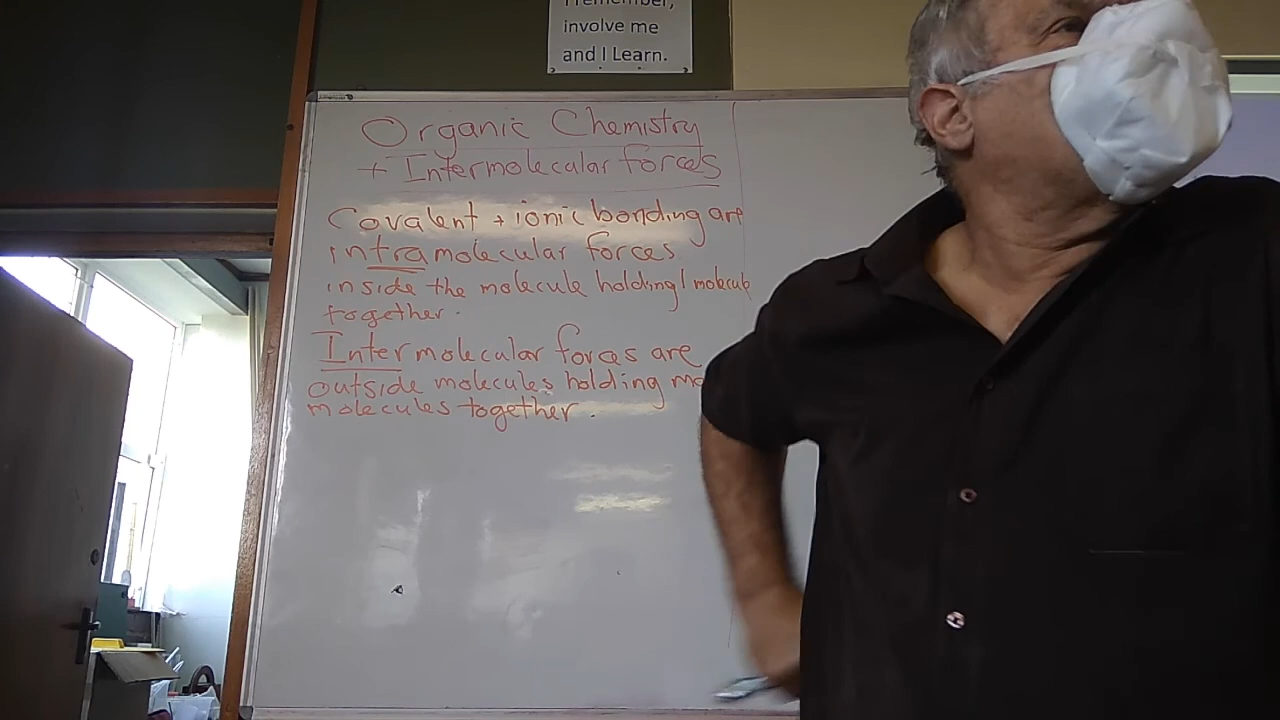 I remember,
involve me
and I Learn.
Organic Chemistry
+ Intermolecular forces
Covalent + ionic bonding are
intramolecular forces
inside the molecule holding 1 molecule
together.
Intermolecular forces are
outside molecules holding
molecules together.